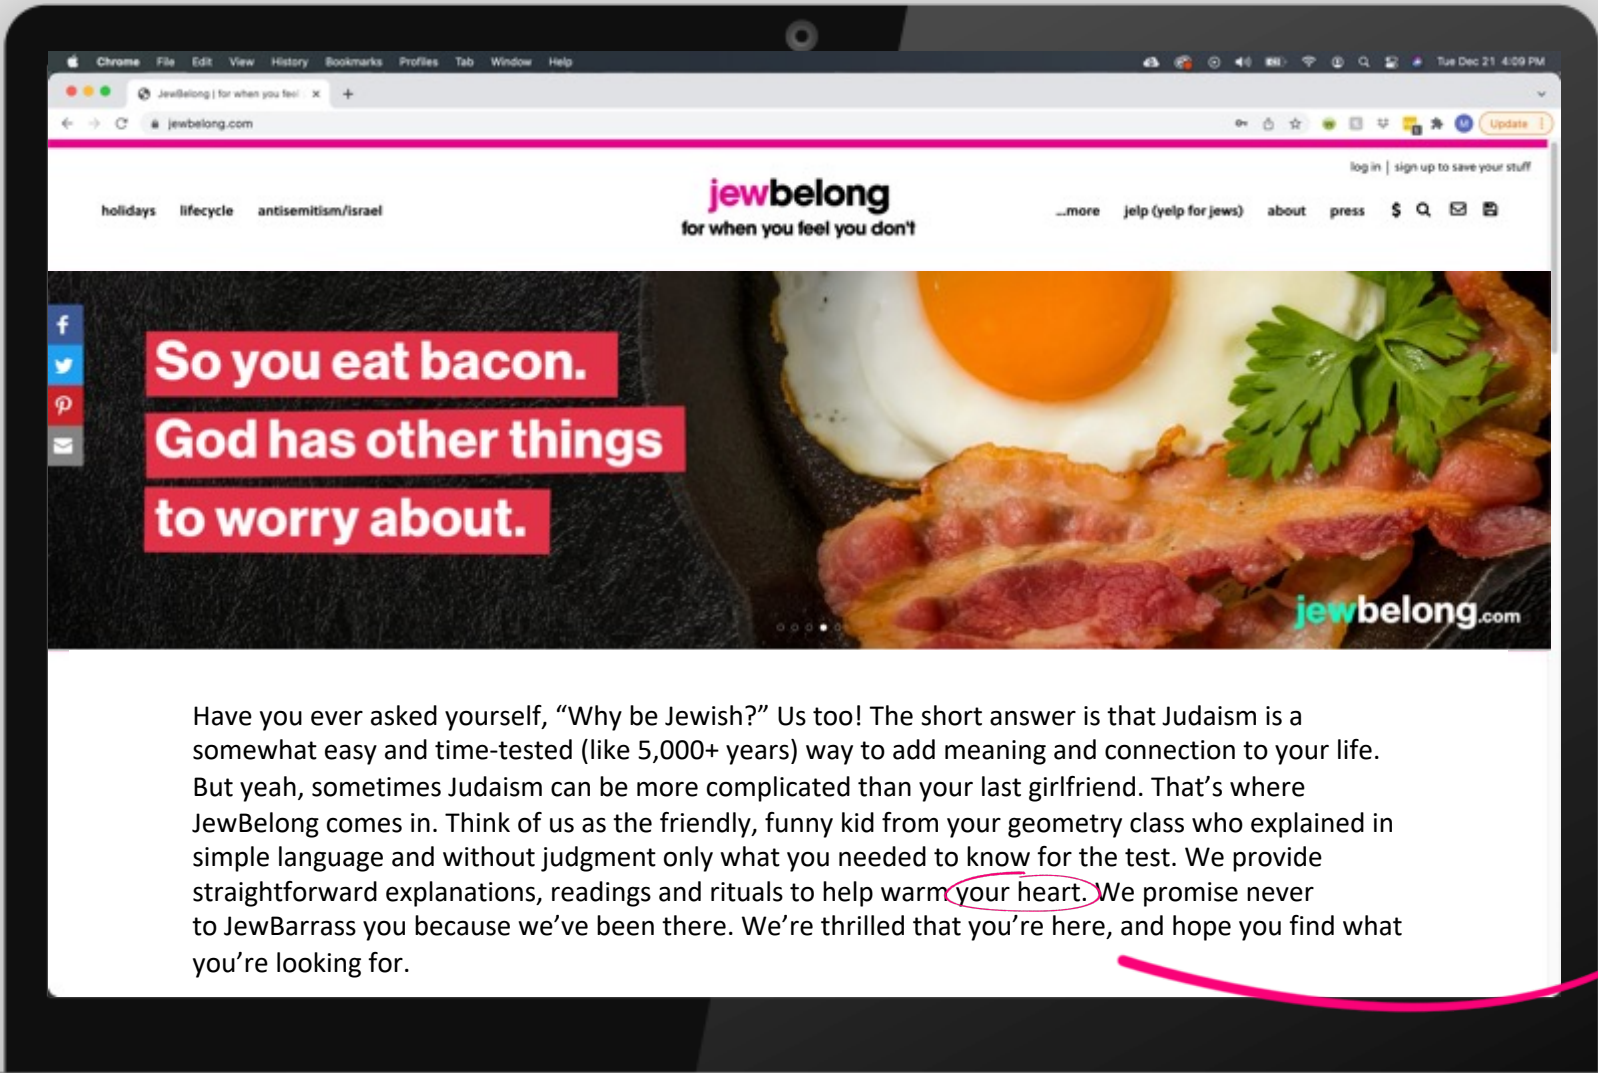 Chrome File Edit View History Bookmarks Profiles Tab Window Help Tue Dec 21 4:09 PM
JewBelong | for when you feel
jewbelong.com Update
log in | sign up to save your stuff
holidays lifecycle antisemitism/israel jewbelong ...more jelp (yelp for jews) about press $
for when you feel you don't
f
So you eat bacon.
God has other things
to worry about.
jewbelong.com
Have you ever asked yourself, “Why be Jewish?” Us too! The short answer is that Judaism is a
somewhat easy and time-tested (like 5,000+ years) way to add meaning and connection to your life.
But yeah, sometimes Judaism can be more complicated than your last girlfriend. That’s where
JewBelong comes in. Think of us as the friendly, funny kid from your geometry class who explained in
simple language and without judgment only what you needed to know for the test. We provide
straightforward explanations, readings and rituals to help warm your heart. We promise never
to JewBarrass you because we’ve been there. We’re thrilled that you’re here, and hope you find what
you’re looking for.